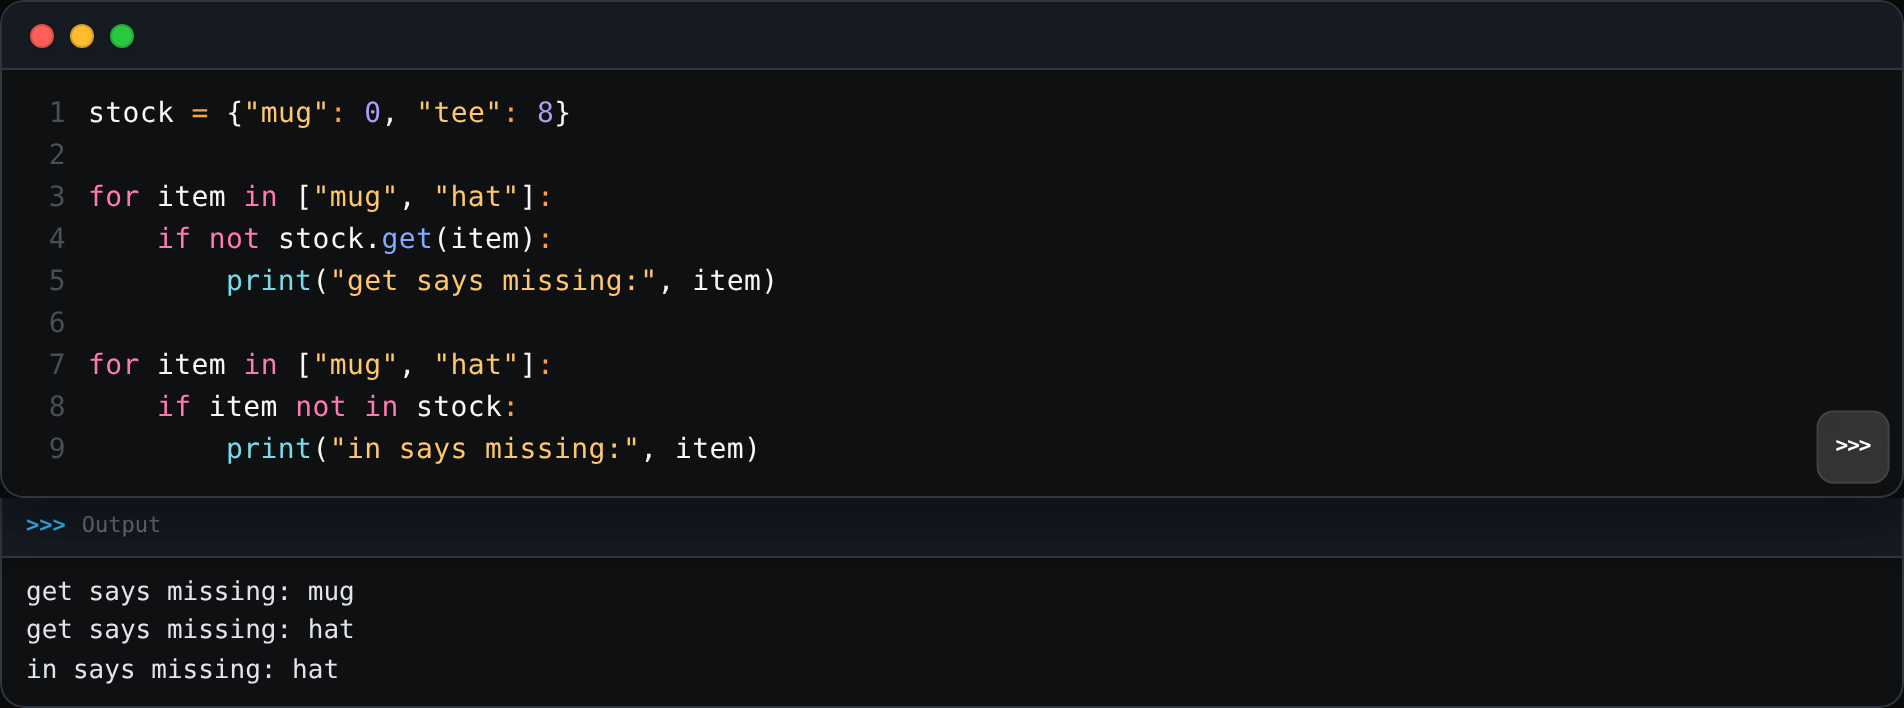 1 stock = {"mug": 0, "tee": 8}
2
3 for item in ["mug", "hat"]:
4     if not stock.get(item):
5         print("get says missing:", item)
6
7 for item in ["mug", "hat"]:
8     if item not in stock:
9         print("in says missing:", item)
>>>
>>> Output
get says missing: mug
get says missing: hat
in says missing: hat